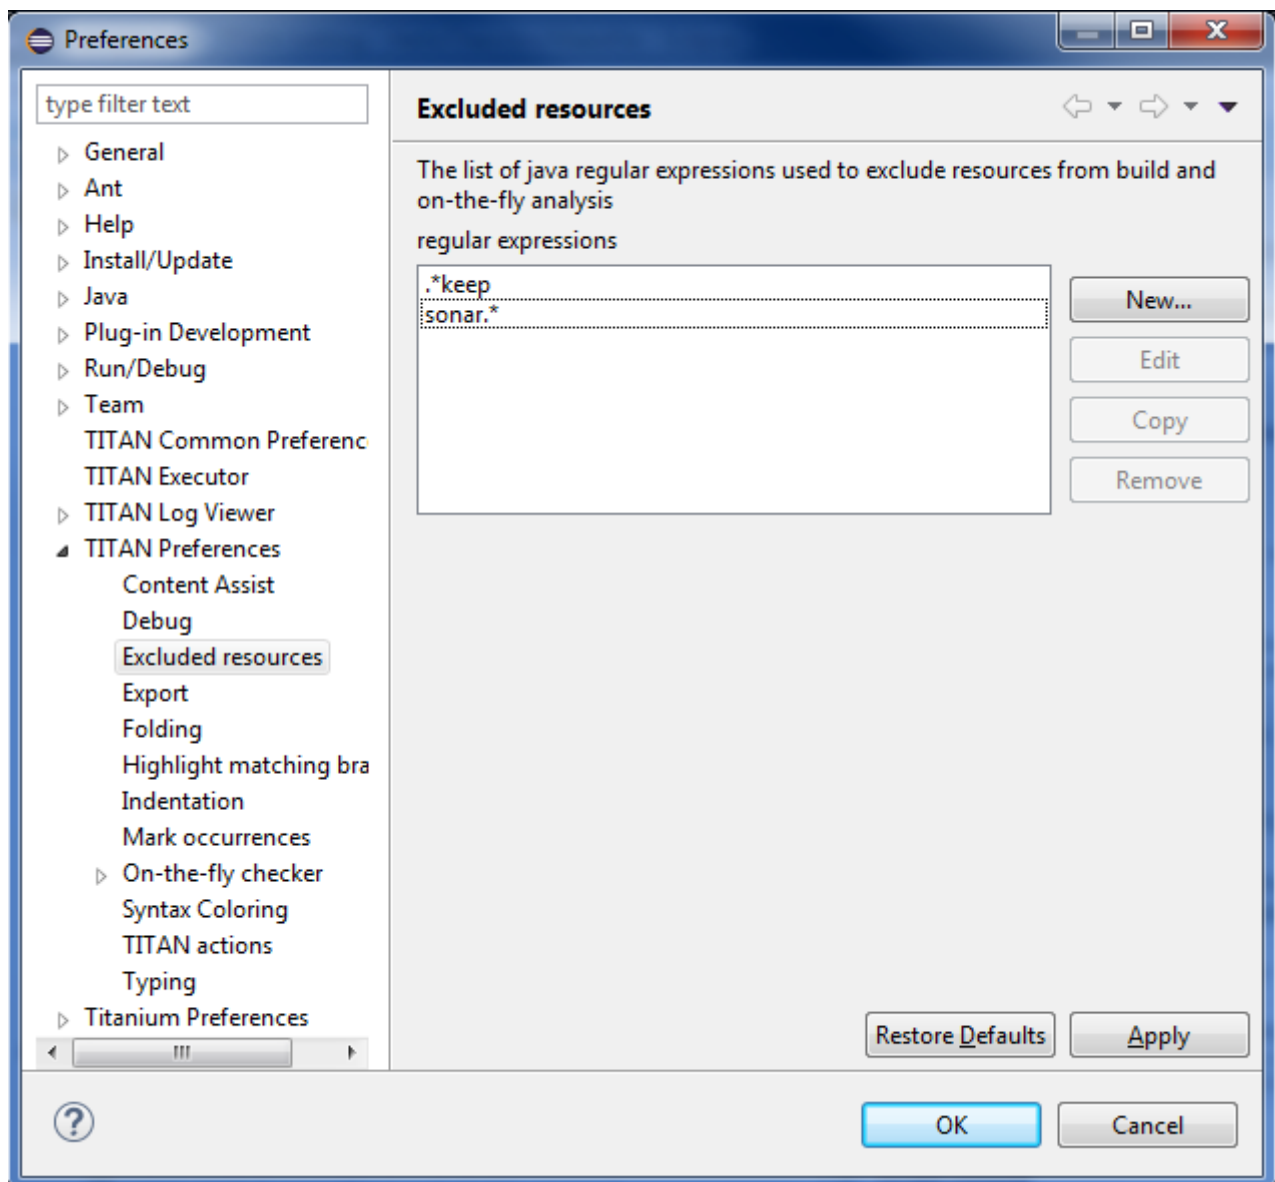 Preferences
type filter text
General
Ant
Help
Install/Update
Java
Plug-in Development
Run/Debug
Team
TITAN Common Preferenc
TITAN Executor
TITAN Log Viewer
TITAN Preferences
Content Assist
Debug
Excluded resources
Export
Folding
Highlight matching bra
Indentation
Mark occurrences
On-the-fly checker
Syntax Coloring
TITAN actions
Typing
Titanium Preferences
Excluded resources
The list of java regular expressions used to exclude resources from build and
on-the-fly analysis
regular expressions
.*keep
sonar.*
New...
Edit
Copy
Remove
Restore Defaults
Apply
OK
Cancel